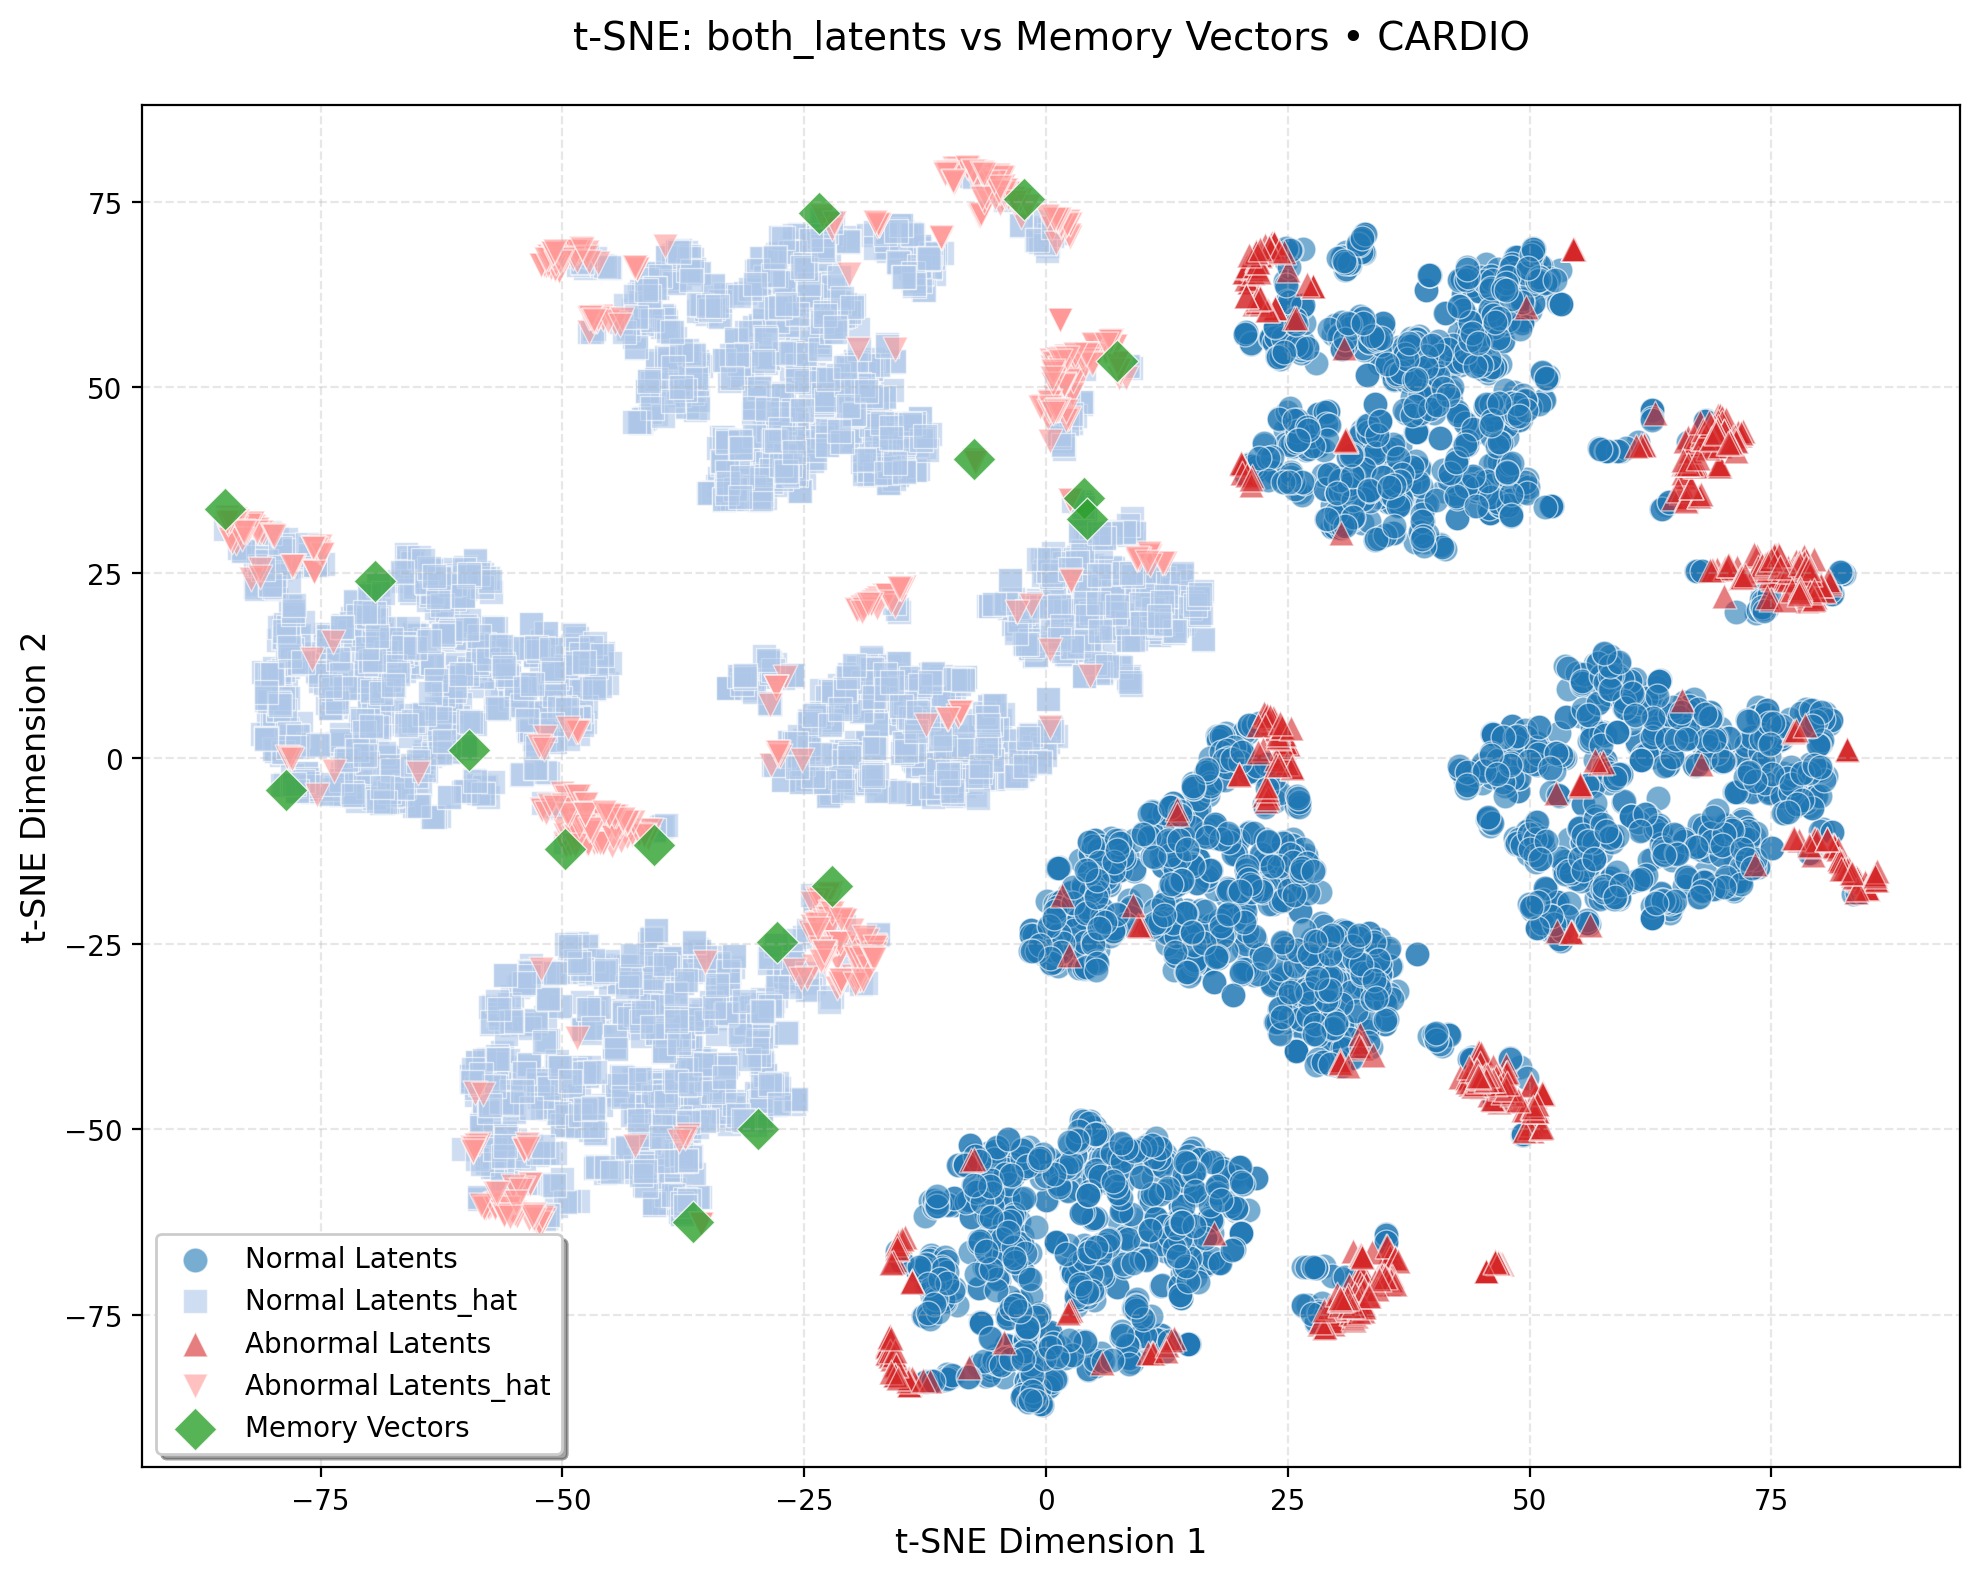 t-SNE: both_latents vs Memory Vectors • CARDIO
75
50
25
0
−25
−50
−75
t-SNE Dimension 2
Normal Latents
Normal Latents_hat
Abnormal Latents
Abnormal Latents_hat
Memory Vectors
−75 −50 −25 0 25 50 75
t-SNE Dimension 1